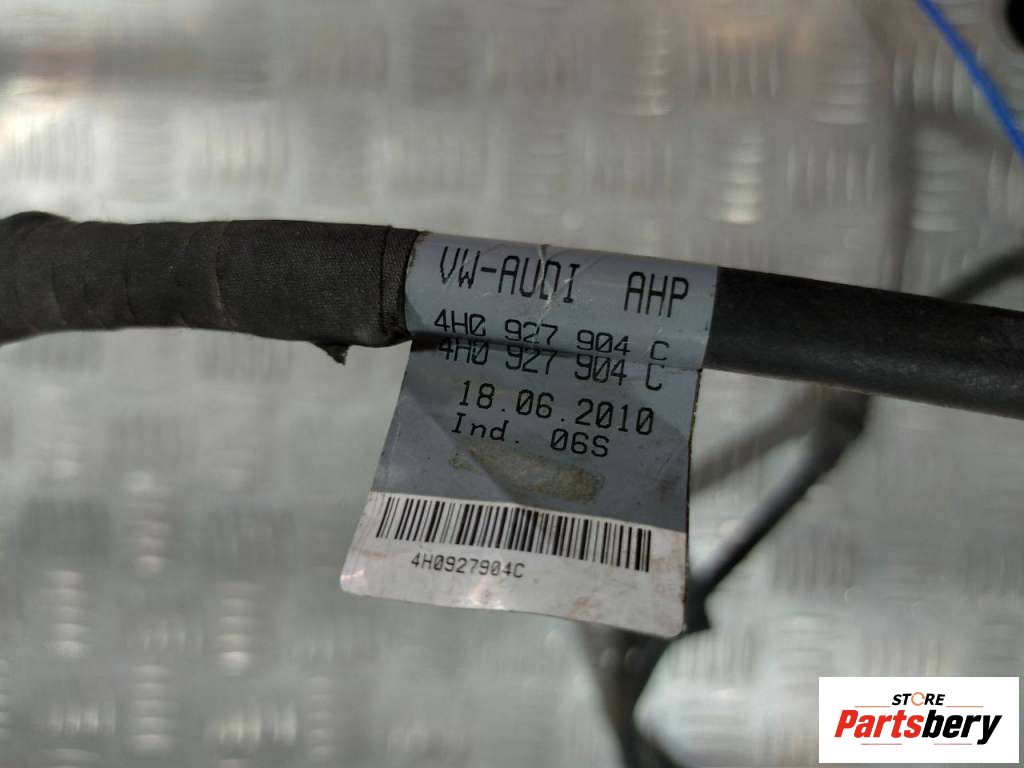 VW-AUDI AHP
4H0 927 904 C
4H0 927 904 C
18.06.2010
Ind. 06S
4H0927904C
STORE
Partsbery